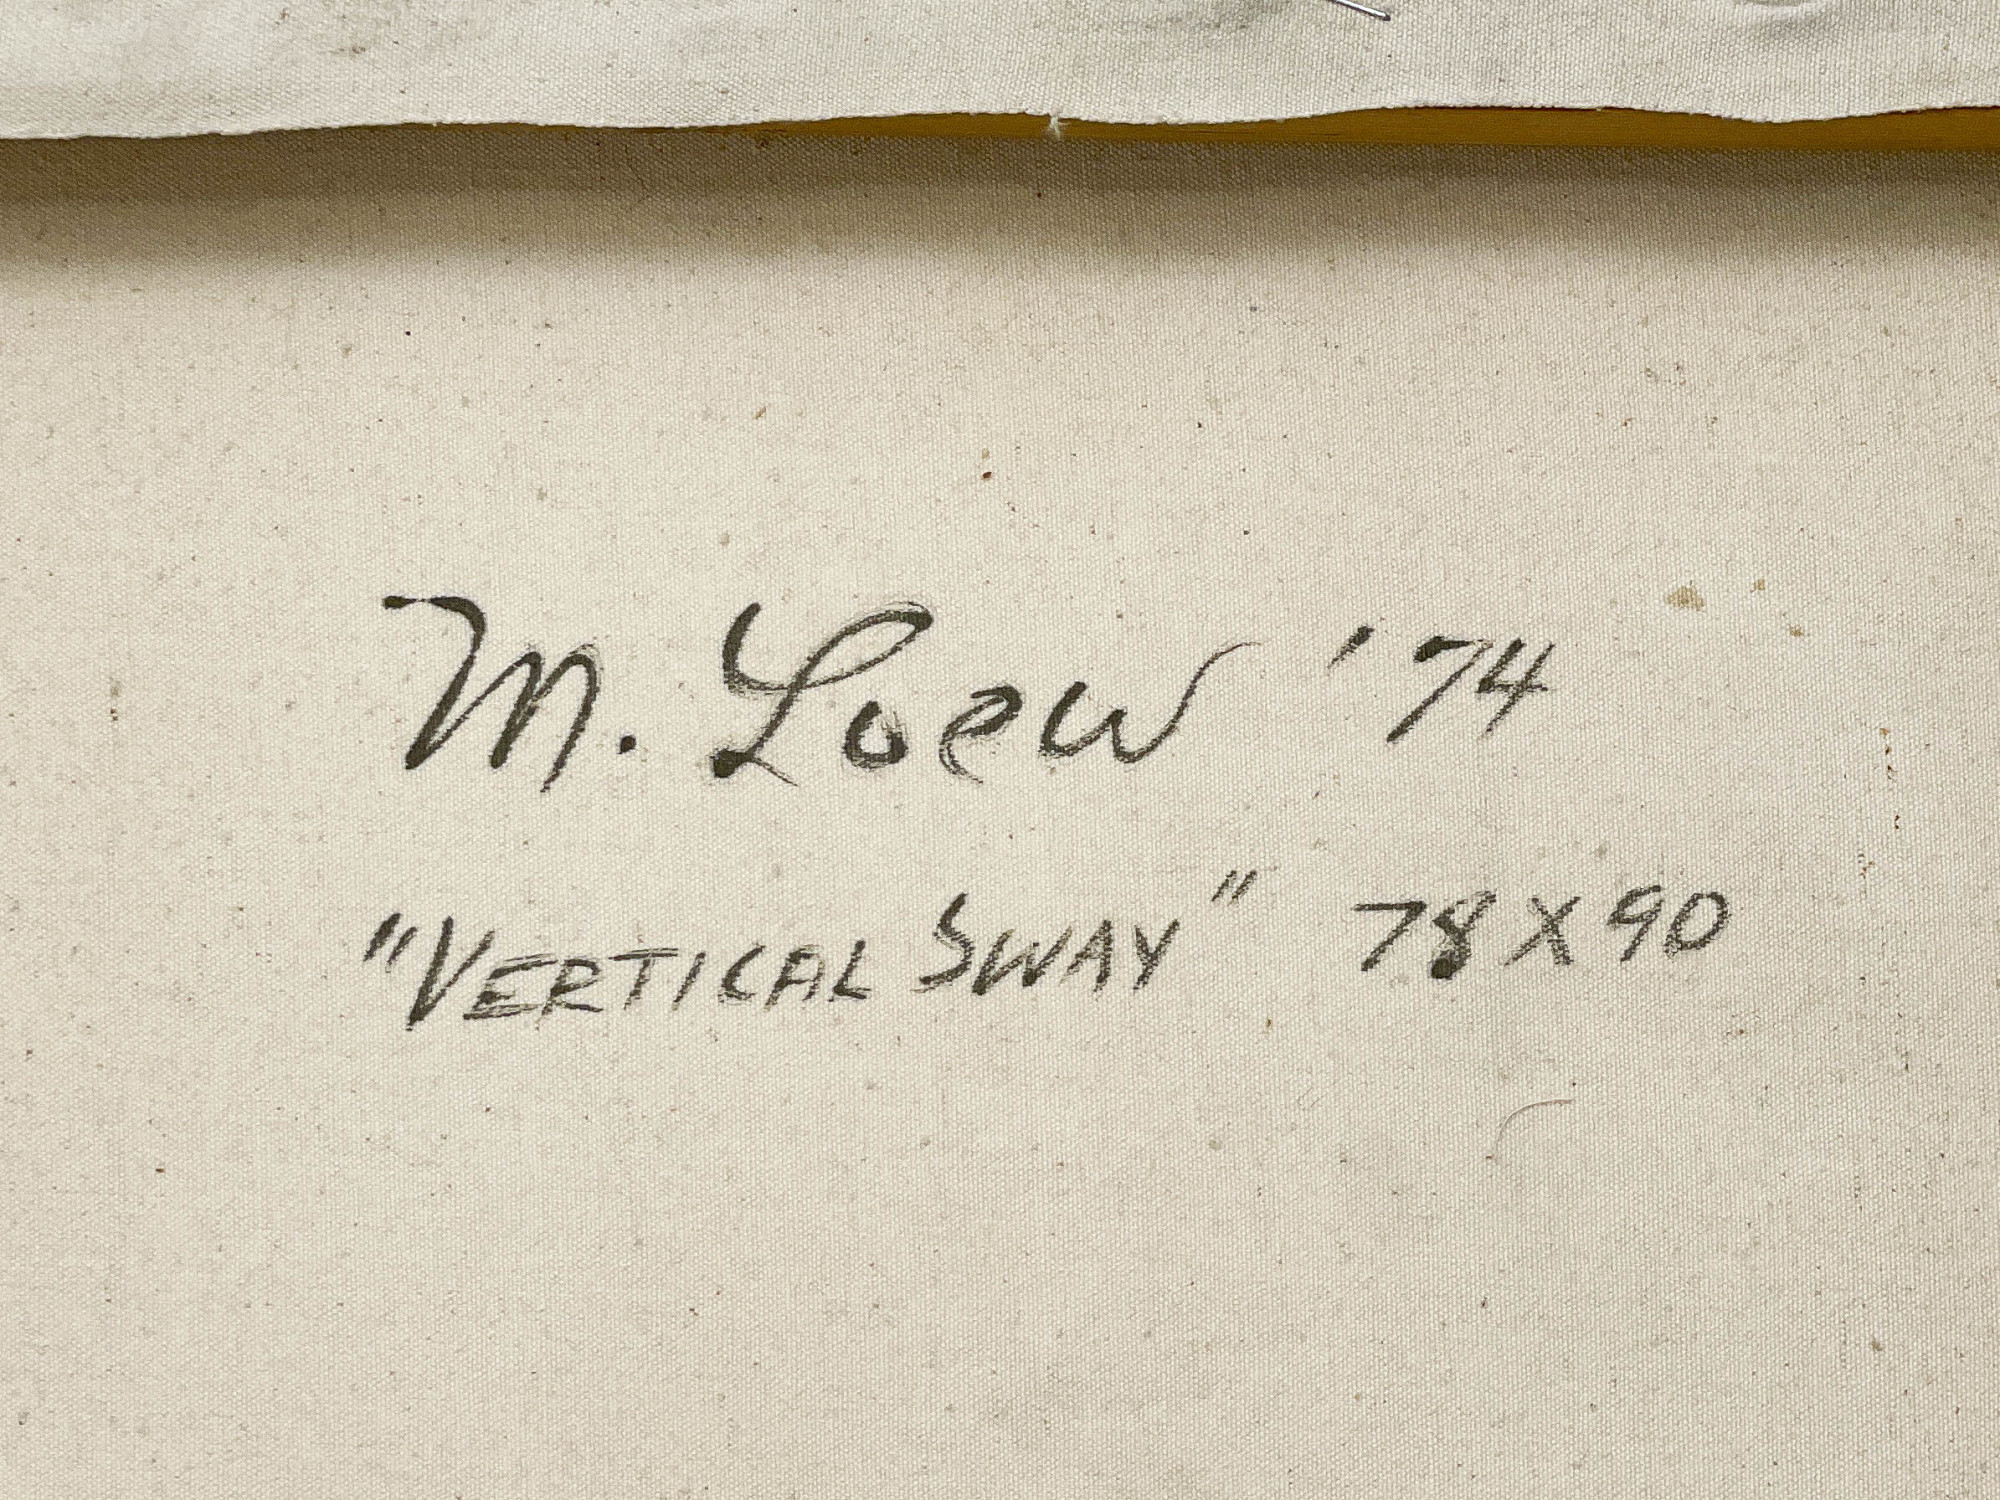 M. Loew '74
"VERTICAL SWAY" 78 X 90